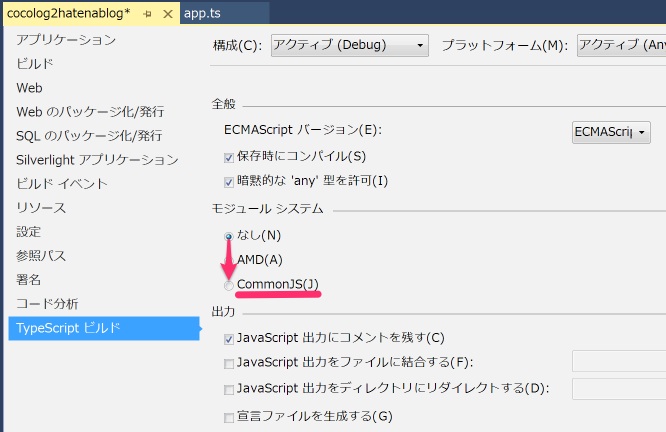 cocolog2hatenablog* app.ts
アプリケーション
ビルド
Web
Web のパッケージ化/発行
SQL のパッケージ化/発行
Silverlight アプリケーション
ビルド イベント
リソース
設定
参照パス
署名
コード分析
TypeScript ビルド
構成(C): アクティブ (Debug) プラットフォーム(M): アクティブ (Any
全般
ECMAScript バージョン(E): ECMAScrip
保存時にコンパイル(S)
暗黙的な 'any' 型を許可(I)
モジュール システム
なし(N)
AMD(A)
CommonJS(J)
出力
JavaScript 出力にコメントを残す(C)
JavaScript 出力をファイルに結合する(F):
JavaScript 出力をディレクトリにリダイレクトする(D):
宣言ファイルを生成する(G)